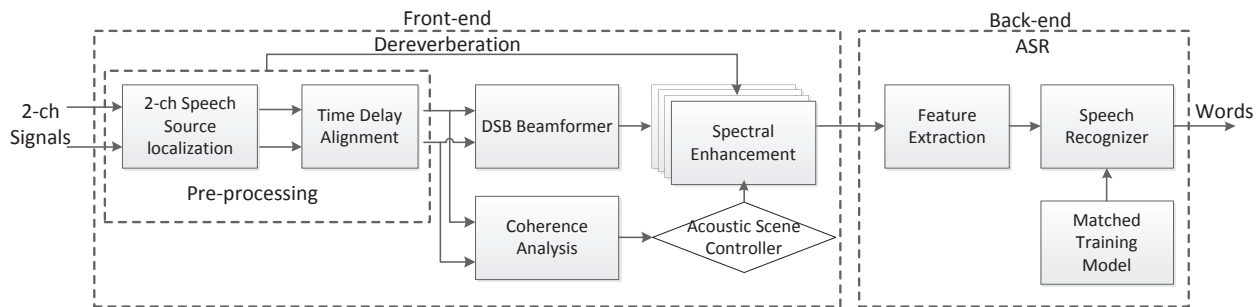 Front-end
Dereverberation
Back-end
ASR
2-ch
Signals
2-ch Speech
Source
localization
Time Delay
Alignment
Pre-processing
DSB Beamformer
Spectral
Enhancement
Coherence
Analysis
Acoustic Scene
Controller
Feature
Extraction
Speech
Recognizer
Words
Matched
Training
Model